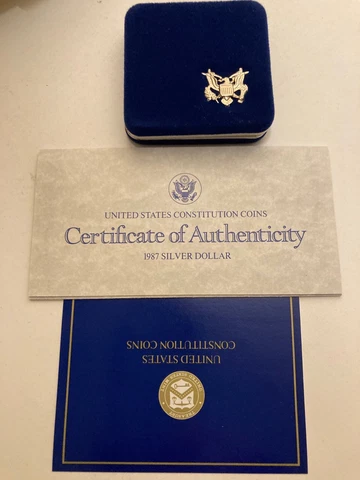 UNITED STATES CONSTITUTION COINS
Certificate of Authenticity
1987 SILVER DOLLAR
UNITED STATES
CONSTITUTION COINS